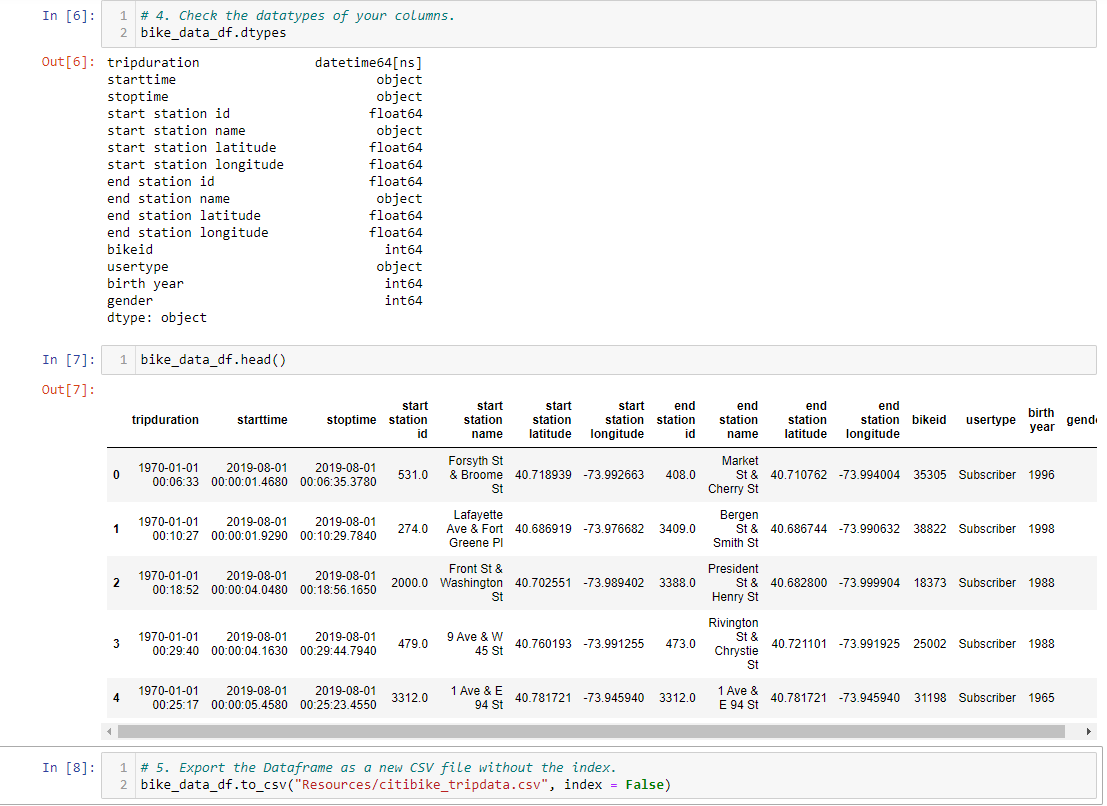 In [6]:
1 # 4. Check the datatypes of your columns.
2 bike_data_df.dtypes
Out[6]:
tripduration datetime64[ns]
starttime object
stoptime object
start station id float64
start station name object
start station latitude float64
start station longitude float64
end station id float64
end station name object
end station latitude float64
end station longitude float64
bikeid int64
usertype object
birth year int64
gender int64
dtype: object
In [7]:
1 bike_data_df.head()
Out[7]:
tripduration starttime stoptime start station id start station name start station latitude start station longitude end station id end station name end station latitude end station longitude bikeid usertype birth year gende
0 1970-01-01 00:06:33 2019-08-01 00:00:01.4680 2019-08-01 00:06:35.3780 531.0 Forsyth St & Broome St 40.718939 -73.992663 408.0 Market St & Cherry St 40.710762 -73.994004 35305 Subscriber 1996
1 1970-01-01 00:10:27 2019-08-01 00:00:01.9290 2019-08-01 00:10:29.7840 274.0 Lafayette Ave & Fort Greene Pl 40.686919 -73.976682 3409.0 Bergen St & Smith St 40.686744 -73.990632 38822 Subscriber 1998
2 1970-01-01 00:18:52 2019-08-01 00:00:04.0480 2019-08-01 00:18:56.1650 2000.0 Front St & Washington St 40.702551 -73.989402 3388.0 President St & Henry St 40.682800 -73.999904 18373 Subscriber 1988
3 1970-01-01 00:29:40 2019-08-01 00:00:04.1630 2019-08-01 00:29:44.7940 479.0 9 Ave & W 45 St 40.760193 -73.991255 473.0 Rivington St & Chrystie St 40.721101 -73.991925 25002 Subscriber 1988
4 1970-01-01 00:25:17 2019-08-01 00:00:05.4580 2019-08-01 00:25:23.4550 3312.0 1 Ave & E 94 St 40.781721 -73.945940 3312.0 1 Ave & E 94 St 40.781721 -73.945940 31198 Subscriber 1965
In [8]:
1 # 5. Export the Dataframe as a new CSV file without the index.
2 bike_data_df.to_csv("Resources/citibike_tripdata.csv", index = False)